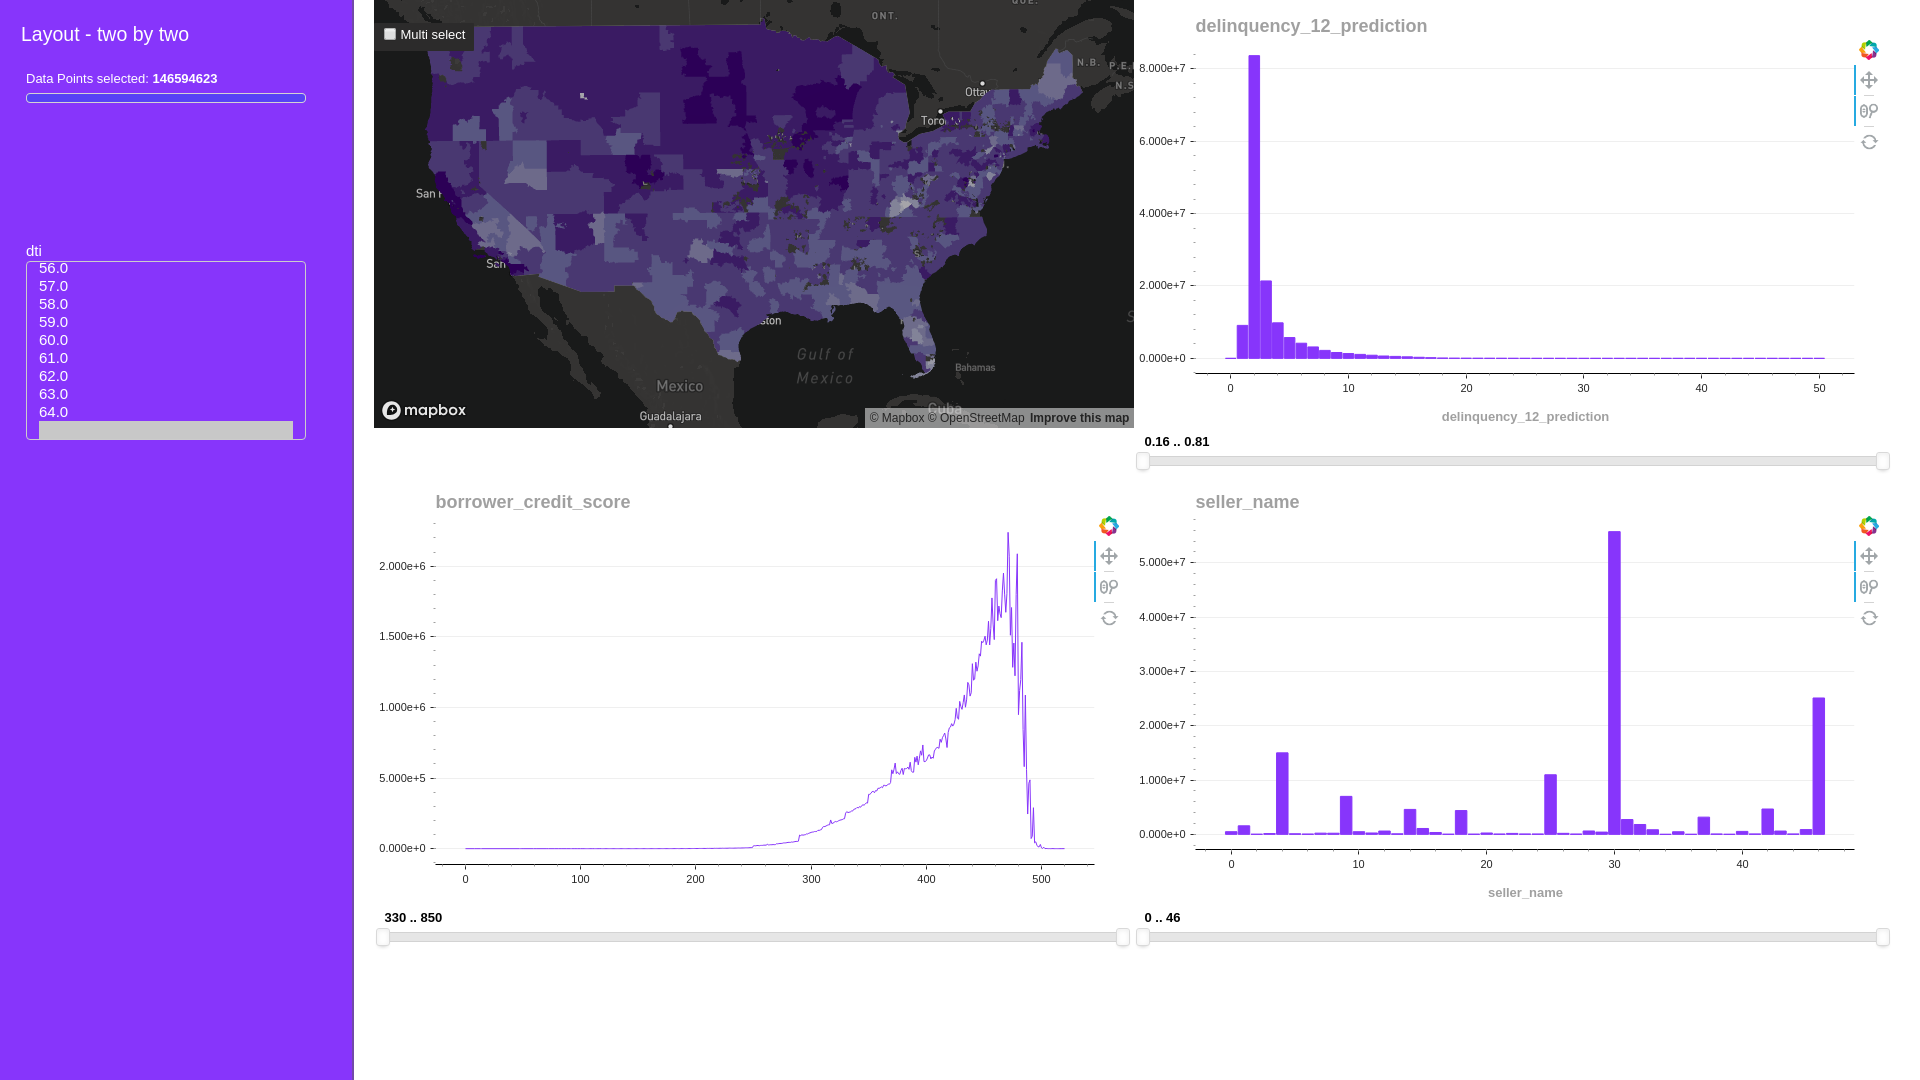 Layout - two by two
Data Points selected: 146594623
dti
56.0
57.0
58.0
59.0
60.0
61.0
62.0
63.0
64.0
Multi select
ONT.
QUE.
N.B.
P.E.
N.S
Ottav
Toron
San F
San
ston
Gulf of
Mexico
Bahamas
Mexico
Cuba
Guadalajara
mapbox
© Mapbox © OpenStreetMap Improve this map
delinquency_12_prediction
8.000e+7
6.000e+7
4.000e+7
2.000e+7
0.000e+0
0 10 20 30 40 50
delinquency_12_prediction
0.16 .. 0.81
borrower_credit_score
2.000e+6
1.500e+6
1.000e+6
5.000e+5
0.000e+0
0 100 200 300 400 500
330 .. 850
seller_name
5.000e+7
4.000e+7
3.000e+7
2.000e+7
1.000e+7
0.000e+0
0 10 20 30 40
seller_name
0 .. 46